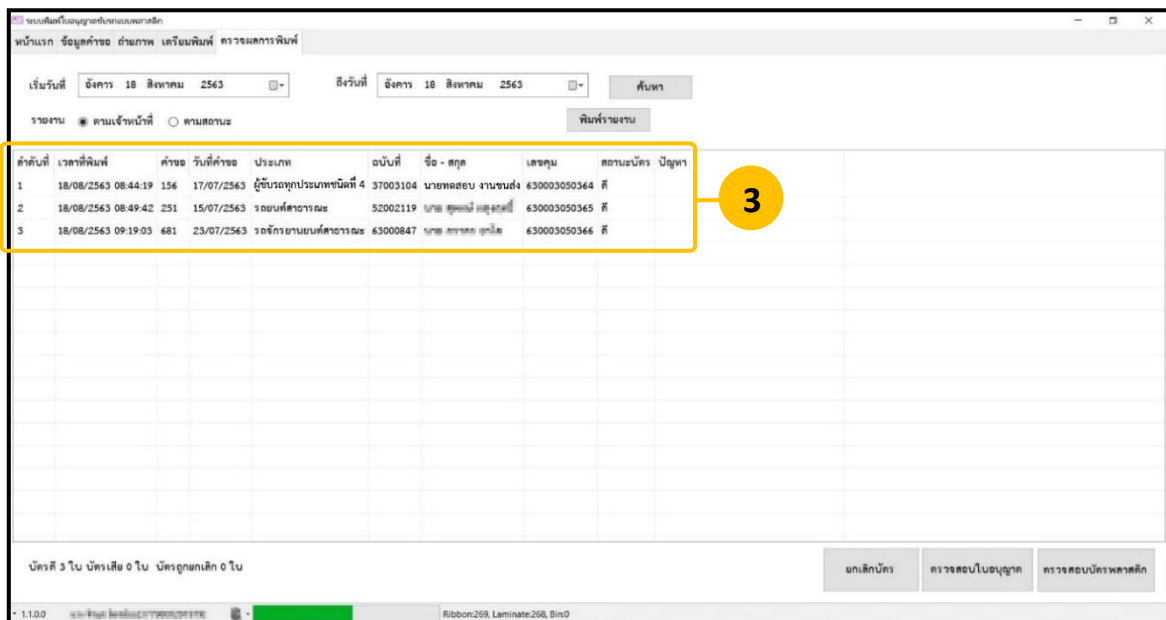 ระบบพิมพ์ใบอนุญาตขับรถแบบพลาสติก
หน้าแรก ข้อมูลคำขอ ถ่ายภาพ เตรียมพิมพ์ ตรวจผลการพิมพ์
เริ่มวันที่ อังคาร 18 สิงหาคม 2563 ถึงวันที่ อังคาร 18 สิงหาคม 2563 ค้นหา
รายงาน ตามเจ้าหน้าที่ ตามสถานะ พิมพ์รายงาน
ลำดับที่ เวลาที่พิมพ์ คำขอ วันที่คำขอ ประเภท ฉบับที่ ชื่อ - สกุล เลขคุม สถานะบัตร ปัญหา
1 18/08/2563 08:44:19 156 17/07/2563 ผู้ขับรถทุกประเภทชนิดที่ 4 37003104 นายทดสอบ งานขนส่ง 630003050364 ดี
2 18/08/2563 08:49:42 251 15/07/2563 รถยนต์สาธารณะ 52002119 นาย 630003050365 ดี
3 18/08/2563 09:19:03 681 23/07/2563 รถจักรยานยนต์สาธารณะ 63000847 นาย 630003050366 ดี
3
บัตรดี 3 ใบ บัตรเสีย 0 ใบ บัตรถูกยกเลิก 0 ใบ ยกเลิกบัตร ตรวจสอบใบอนุญาต ตรวจสอบบัตรพลาสติก
1.1.0.0 Ribbon:269, Laminate:268, Bin:0